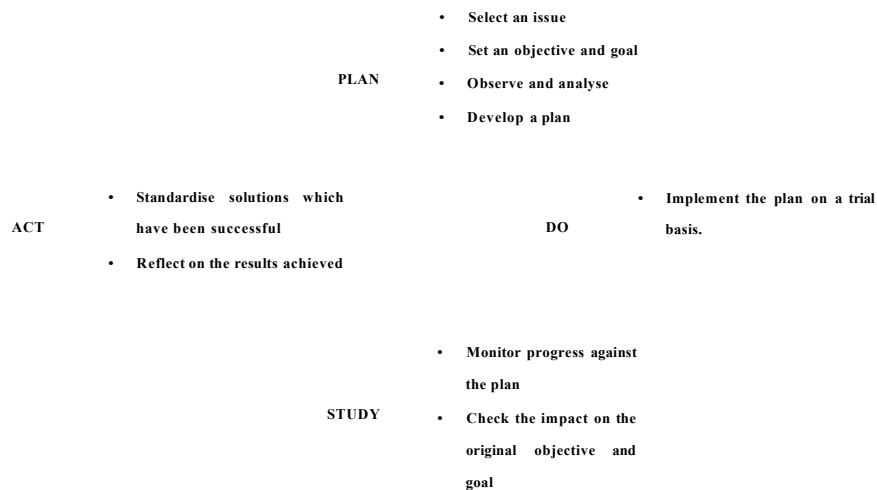 • Select an issue
• Set an objective and goal
PLAN
• Observe and analyse
• Develop a plan
ACT
• Standardise solutions which
have been successful
• Reflect on the results achieved
DO
• Implement the plan on a trial
basis.
STUDY
• Monitor progress against
the plan
• Check the impact on the
original objective and
goal